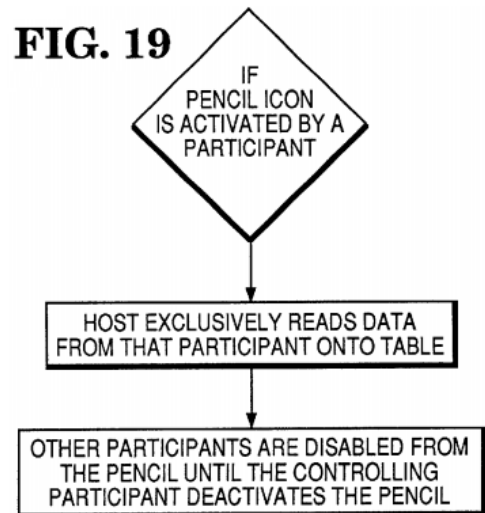 FIG. 19
IF
PENCIL ICON
IS ACTIVATED BY A
PARTICIPANT
HOST EXCLUSIVELY READS DATA
FROM THAT PARTICIPANT ONTO TABLE
OTHER PARTICIPANTS ARE DISABLED FROM
THE PENCIL UNTIL THE CONTROLLING
PARTICIPANT DEACTIVATES THE PENCIL